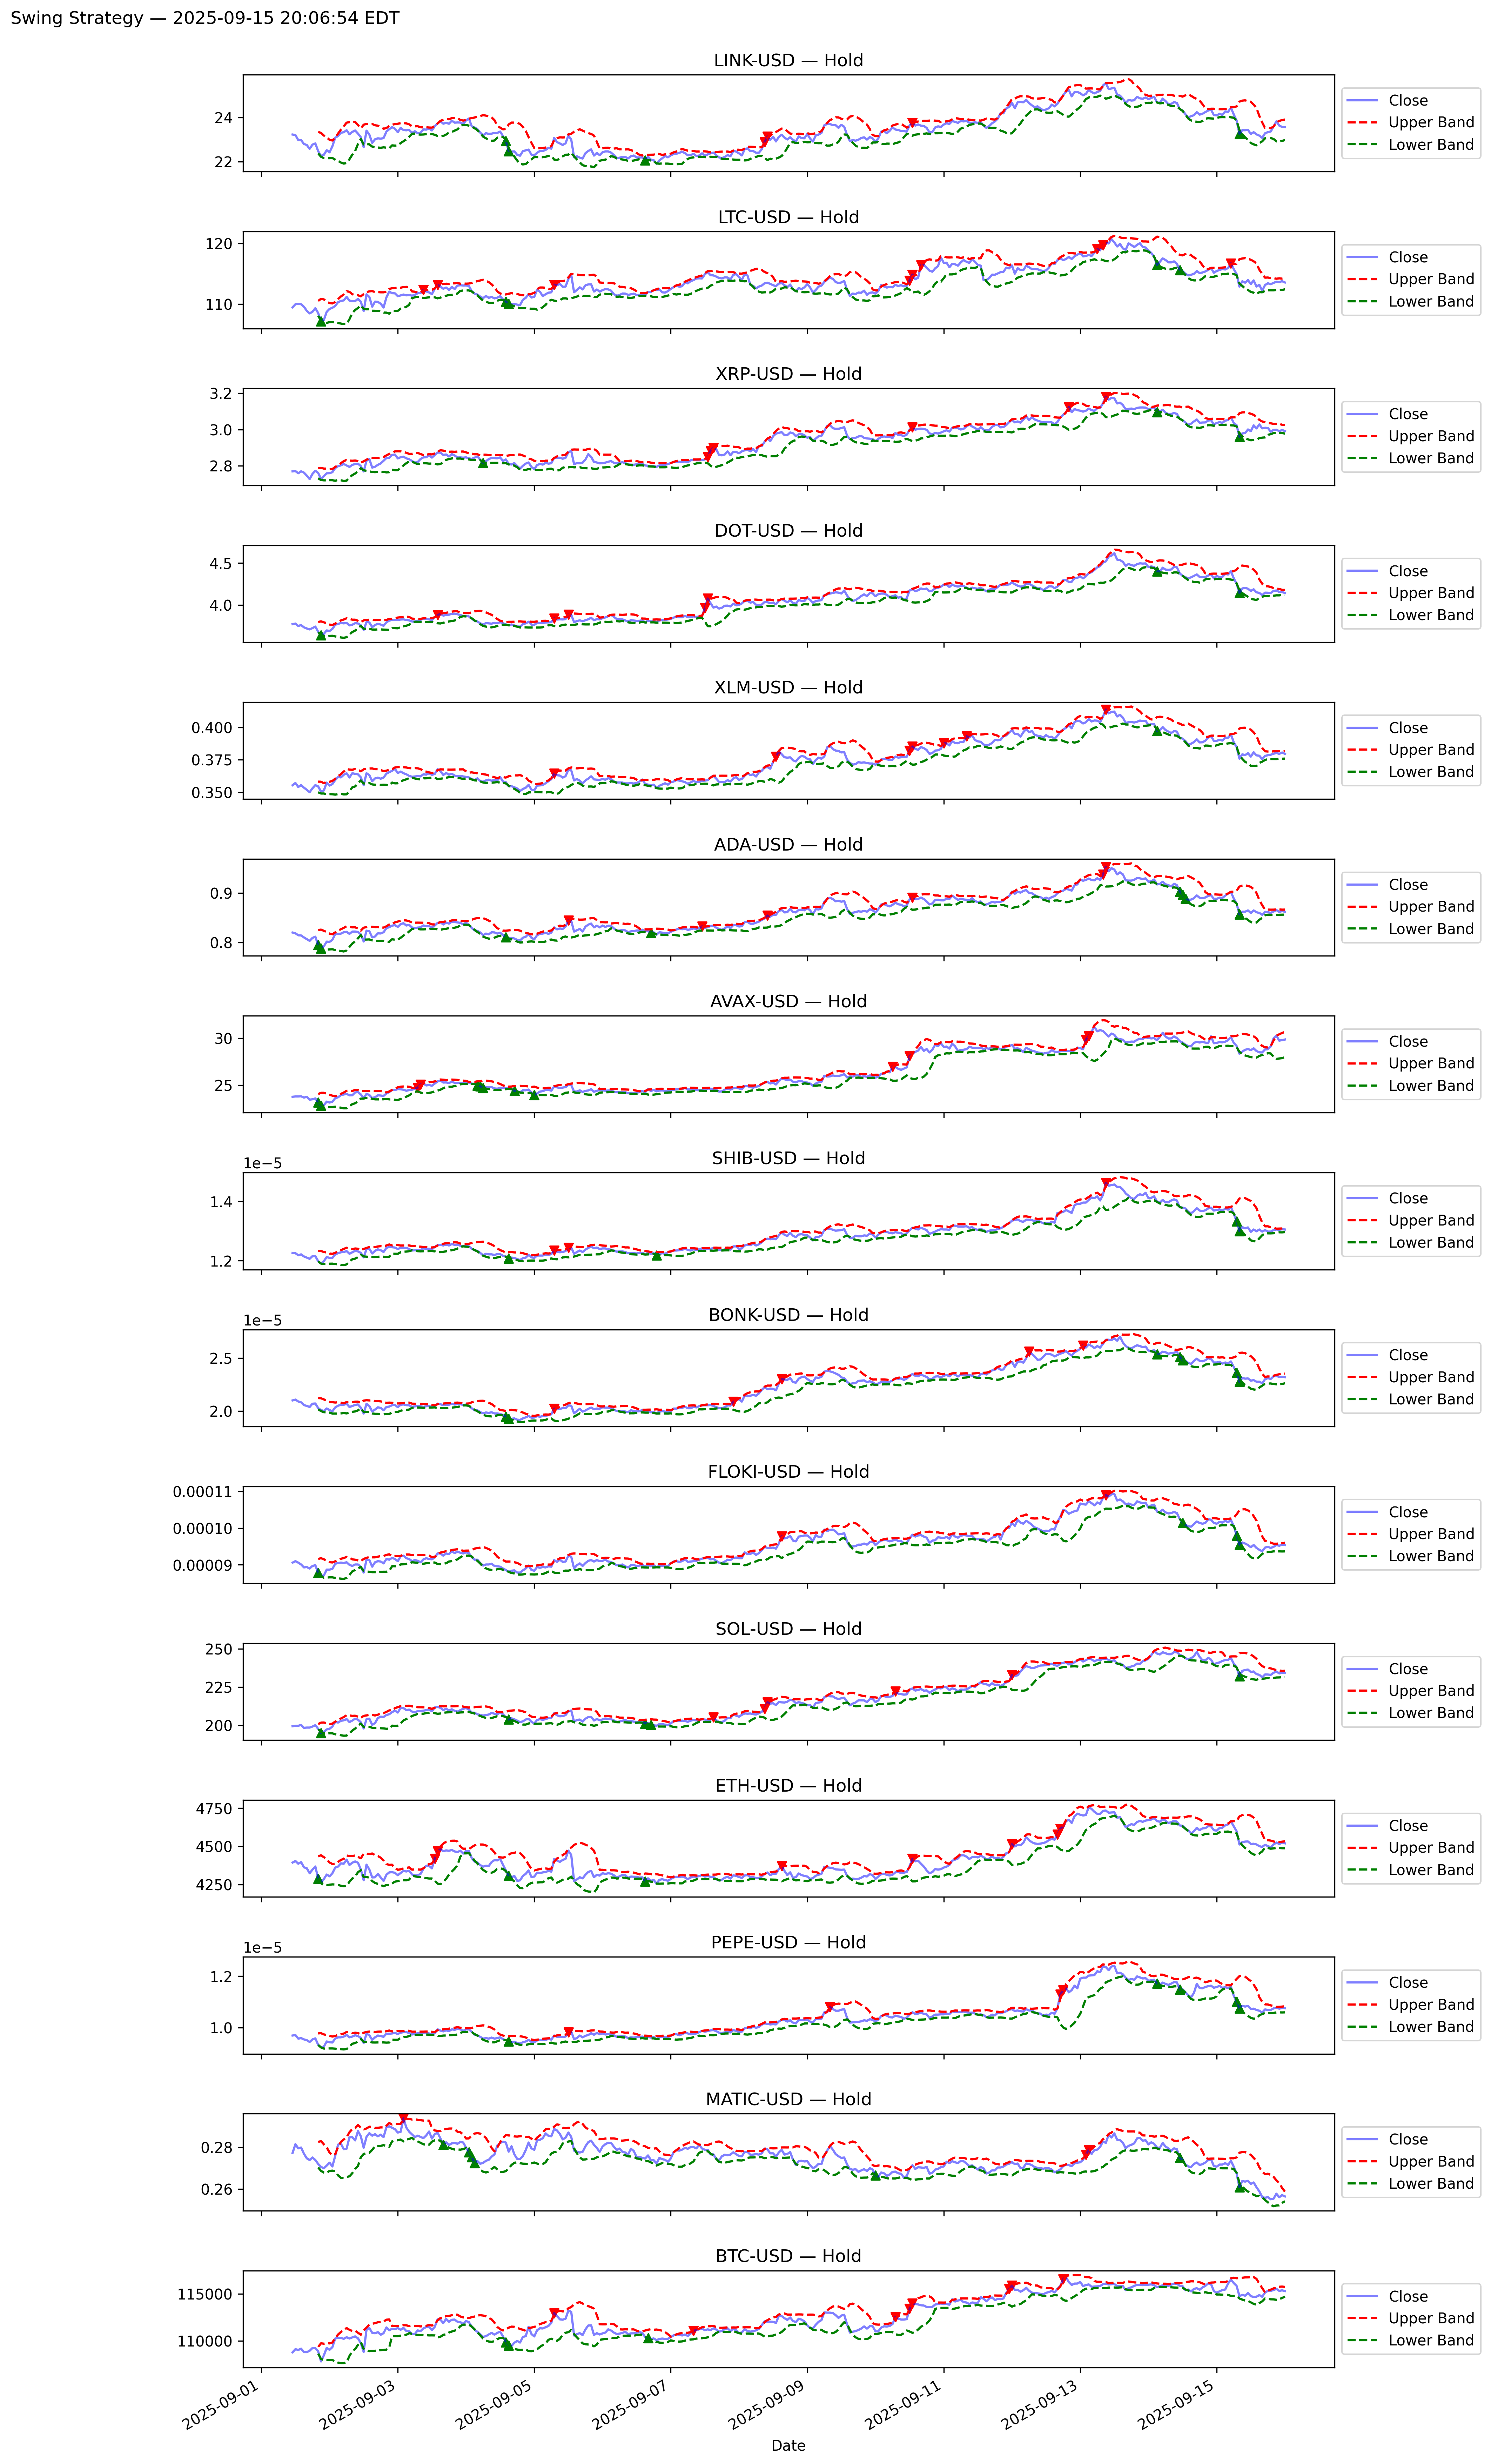 Swing Strategy — 2025-09-15 20:06:54 EDT
LINK-USD — Hold
24
22
Close
Upper Band
Lower Band
LTC-USD — Hold
120
110
Close
Upper Band
Lower Band
XRP-USD — Hold
3.2
3.0
2.8
Close
Upper Band
Lower Band
DOT-USD — Hold
4.5
4.0
Close
Upper Band
Lower Band
XLM-USD — Hold
0.400
0.375
0.350
Close
Upper Band
Lower Band
ADA-USD — Hold
0.9
0.8
Close
Upper Band
Lower Band
AVAX-USD — Hold
30
25
Close
Upper Band
Lower Band
SHIB-USD — Hold
1e−5
1.4
1.2
Close
Upper Band
Lower Band
BONK-USD — Hold
1e−5
2.5
2.0
Close
Upper Band
Lower Band
FLOKI-USD — Hold
0.00011
0.00010
0.00009
Close
Upper Band
Lower Band
SOL-USD — Hold
250
225
200
Close
Upper Band
Lower Band
ETH-USD — Hold
4750
4500
4250
Close
Upper Band
Lower Band
PEPE-USD — Hold
1e−5
1.2
1.0
Close
Upper Band
Lower Band
MATIC-USD — Hold
0.28
0.26
Close
Upper Band
Lower Band
BTC-USD — Hold
115000
110000
Close
Upper Band
Lower Band
2025-09-01
2025-09-03
2025-09-05
2025-09-07
2025-09-09
2025-09-11
2025-09-13
2025-09-15
Date